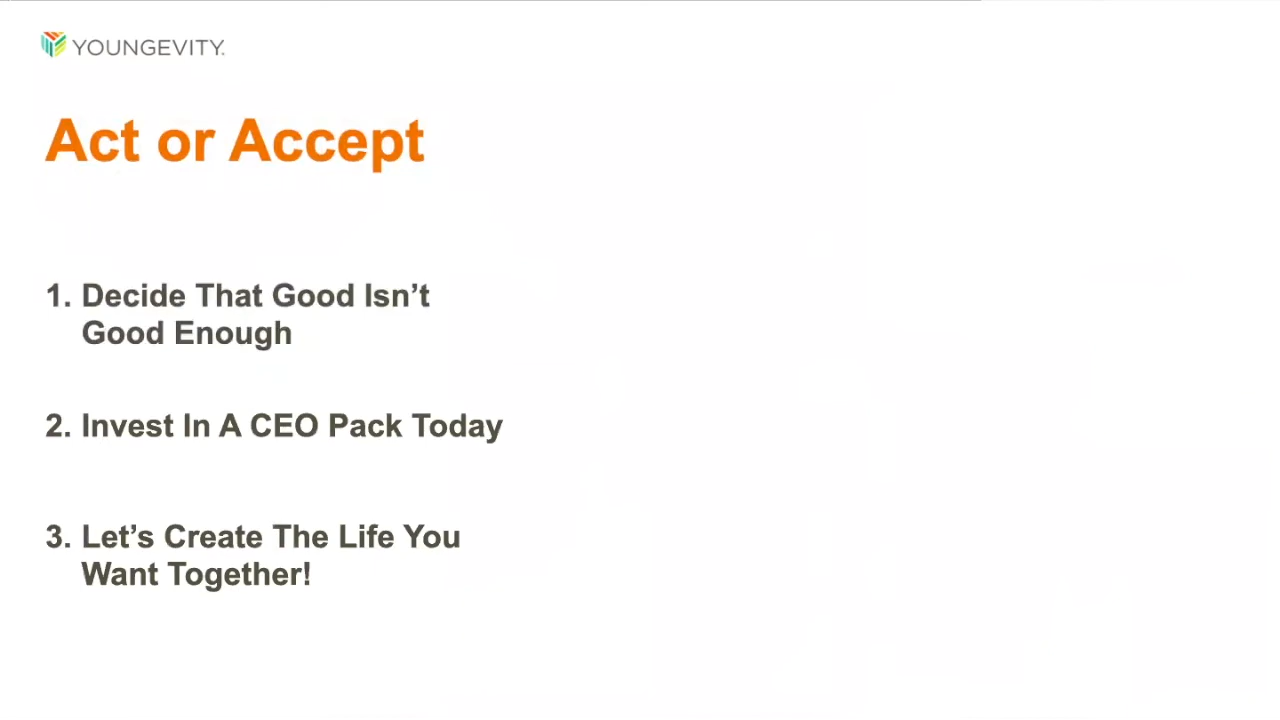 YOUNGEVITY.
Act or Accept
1. Decide That Good Isn’t
Good Enough
2. Invest In A CEO Pack Today
3. Let’s Create The Life You
Want Together!